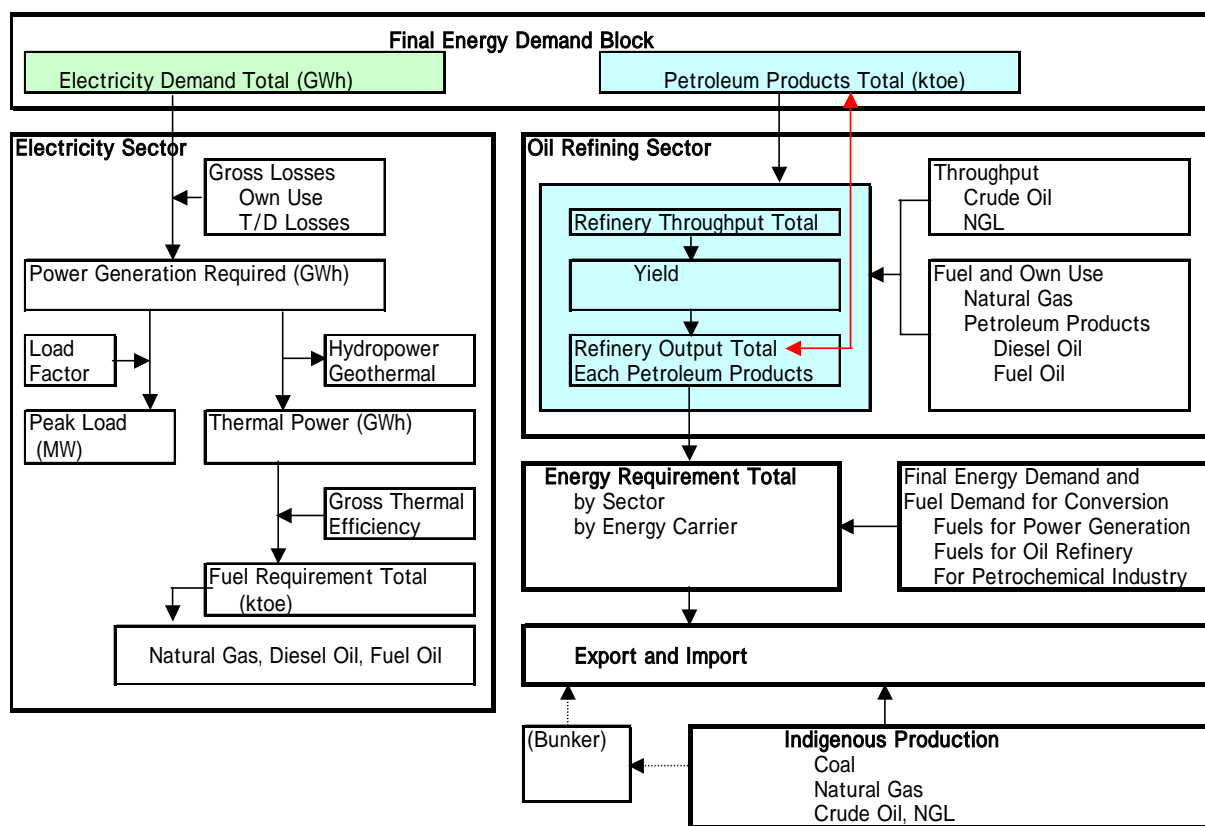 Final Energy Demand Block
Electricity Demand Total (GWh)
Petroleum Products Total (ktoe)
Electricity Sector
Gross Losses
Own Use
T/D Losses
Power Generation Required (GWh)
Load
Factor
Hydropower
Geothermal
Peak Load
(MW)
Thermal Power (GWh)
Gross Thermal
Efficiency
Fuel Requirement Total
(ktoe)
Natural Gas, Diesel Oil, Fuel Oil
Oil Refining Sector
Refinery Throughput Total
Yield
Refinery Output Total
Each Petroleum Products
Throughput
Crude Oil
NGL
Fuel and Own Use
Natural Gas
Petroleum Products
Diesel Oil
Fuel Oil
Energy Requirement Total
by Sector
by Energy Carrier
Final Energy Demand and
Fuel Demand for Conversion
Fuels for Power Generation
Fuels for Oil Refinery
For Petrochemical Industry
Export and Import
(Bunker)
Indigenous Production
Coal
Natural Gas
Crude Oil, NGL